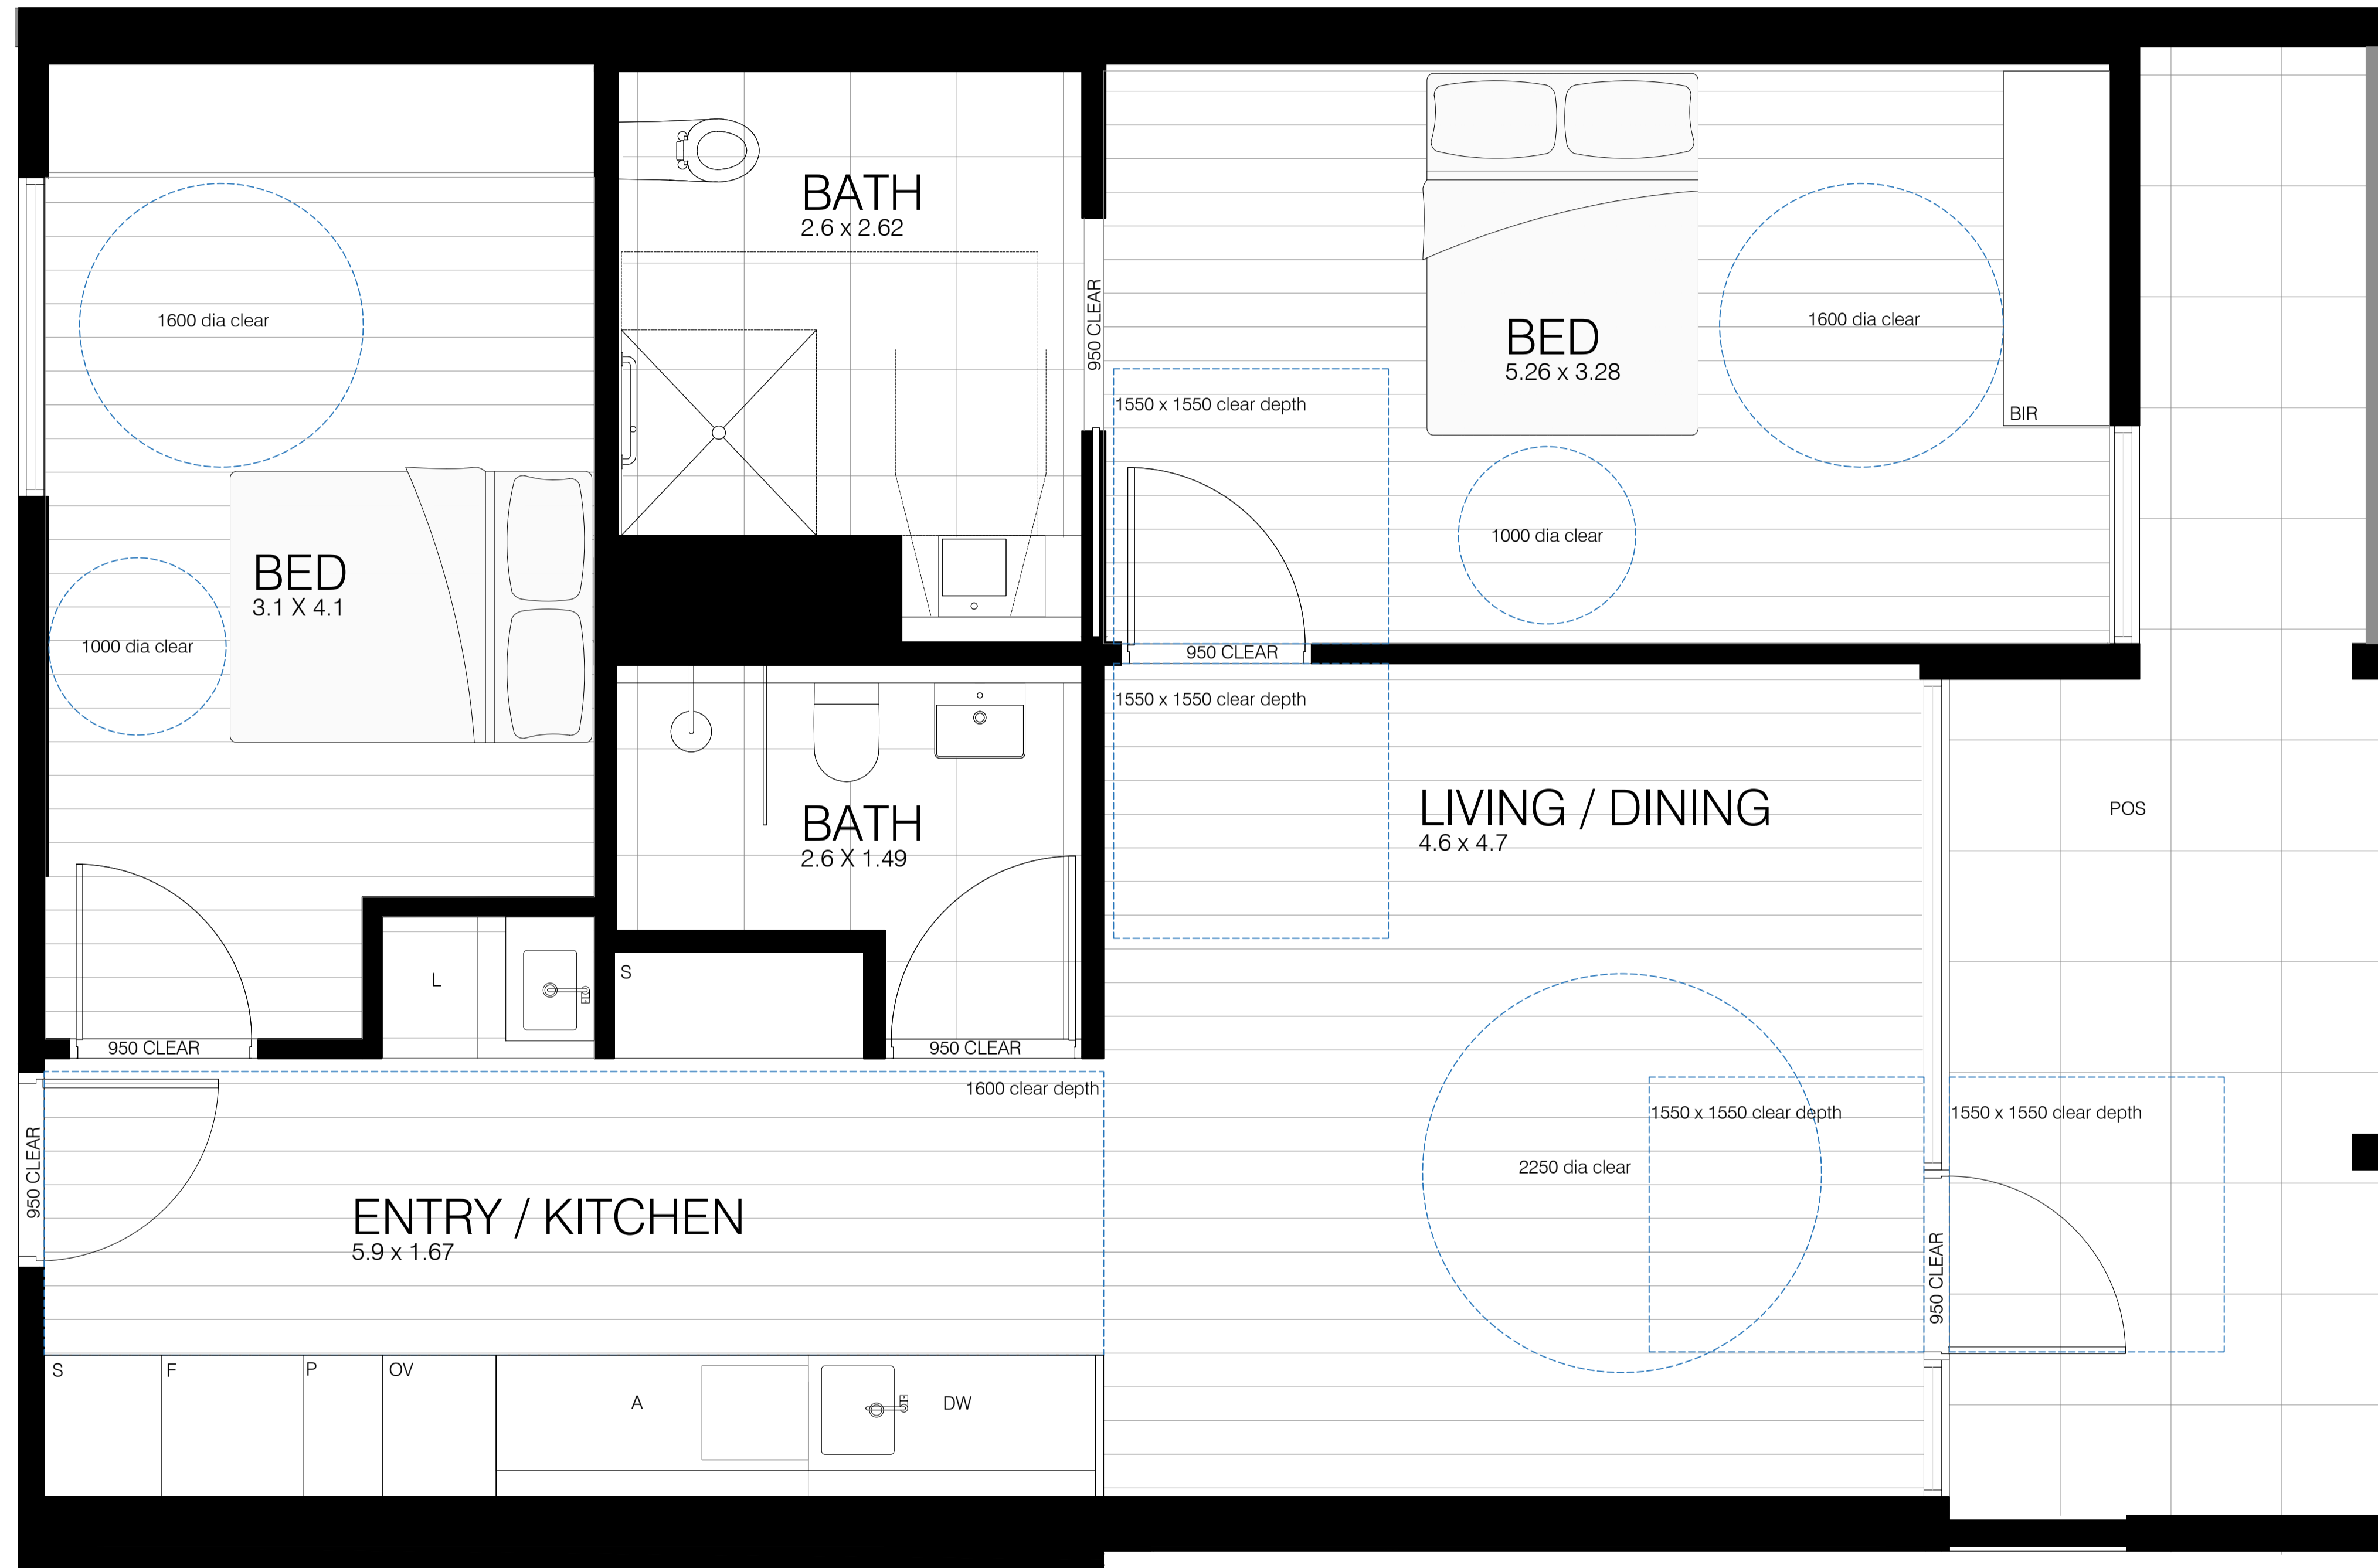 BATH
2.6 x 2.62
1600 dia clear
950 CLEAR
BED
5.26 x 3.28
1600 dia clear
1550 x 1550 clear depth
BIR
1000 dia clear
BED
3.1 X 4.1
1000 dia clear
950 CLEAR
1550 x 1550 clear depth
BATH
2.6 X 1.49
LIVING / DINING
4.6 x 4.7
POS
L
S
950 CLEAR
950 CLEAR
1600 clear depth
1550 x 1550 clear depth
1550 x 1550 clear depth
950 CLEAR
2250 dia clear
ENTRY / KITCHEN
5.9 x 1.67
950 CLEAR
S
F
P
OV
A
DW